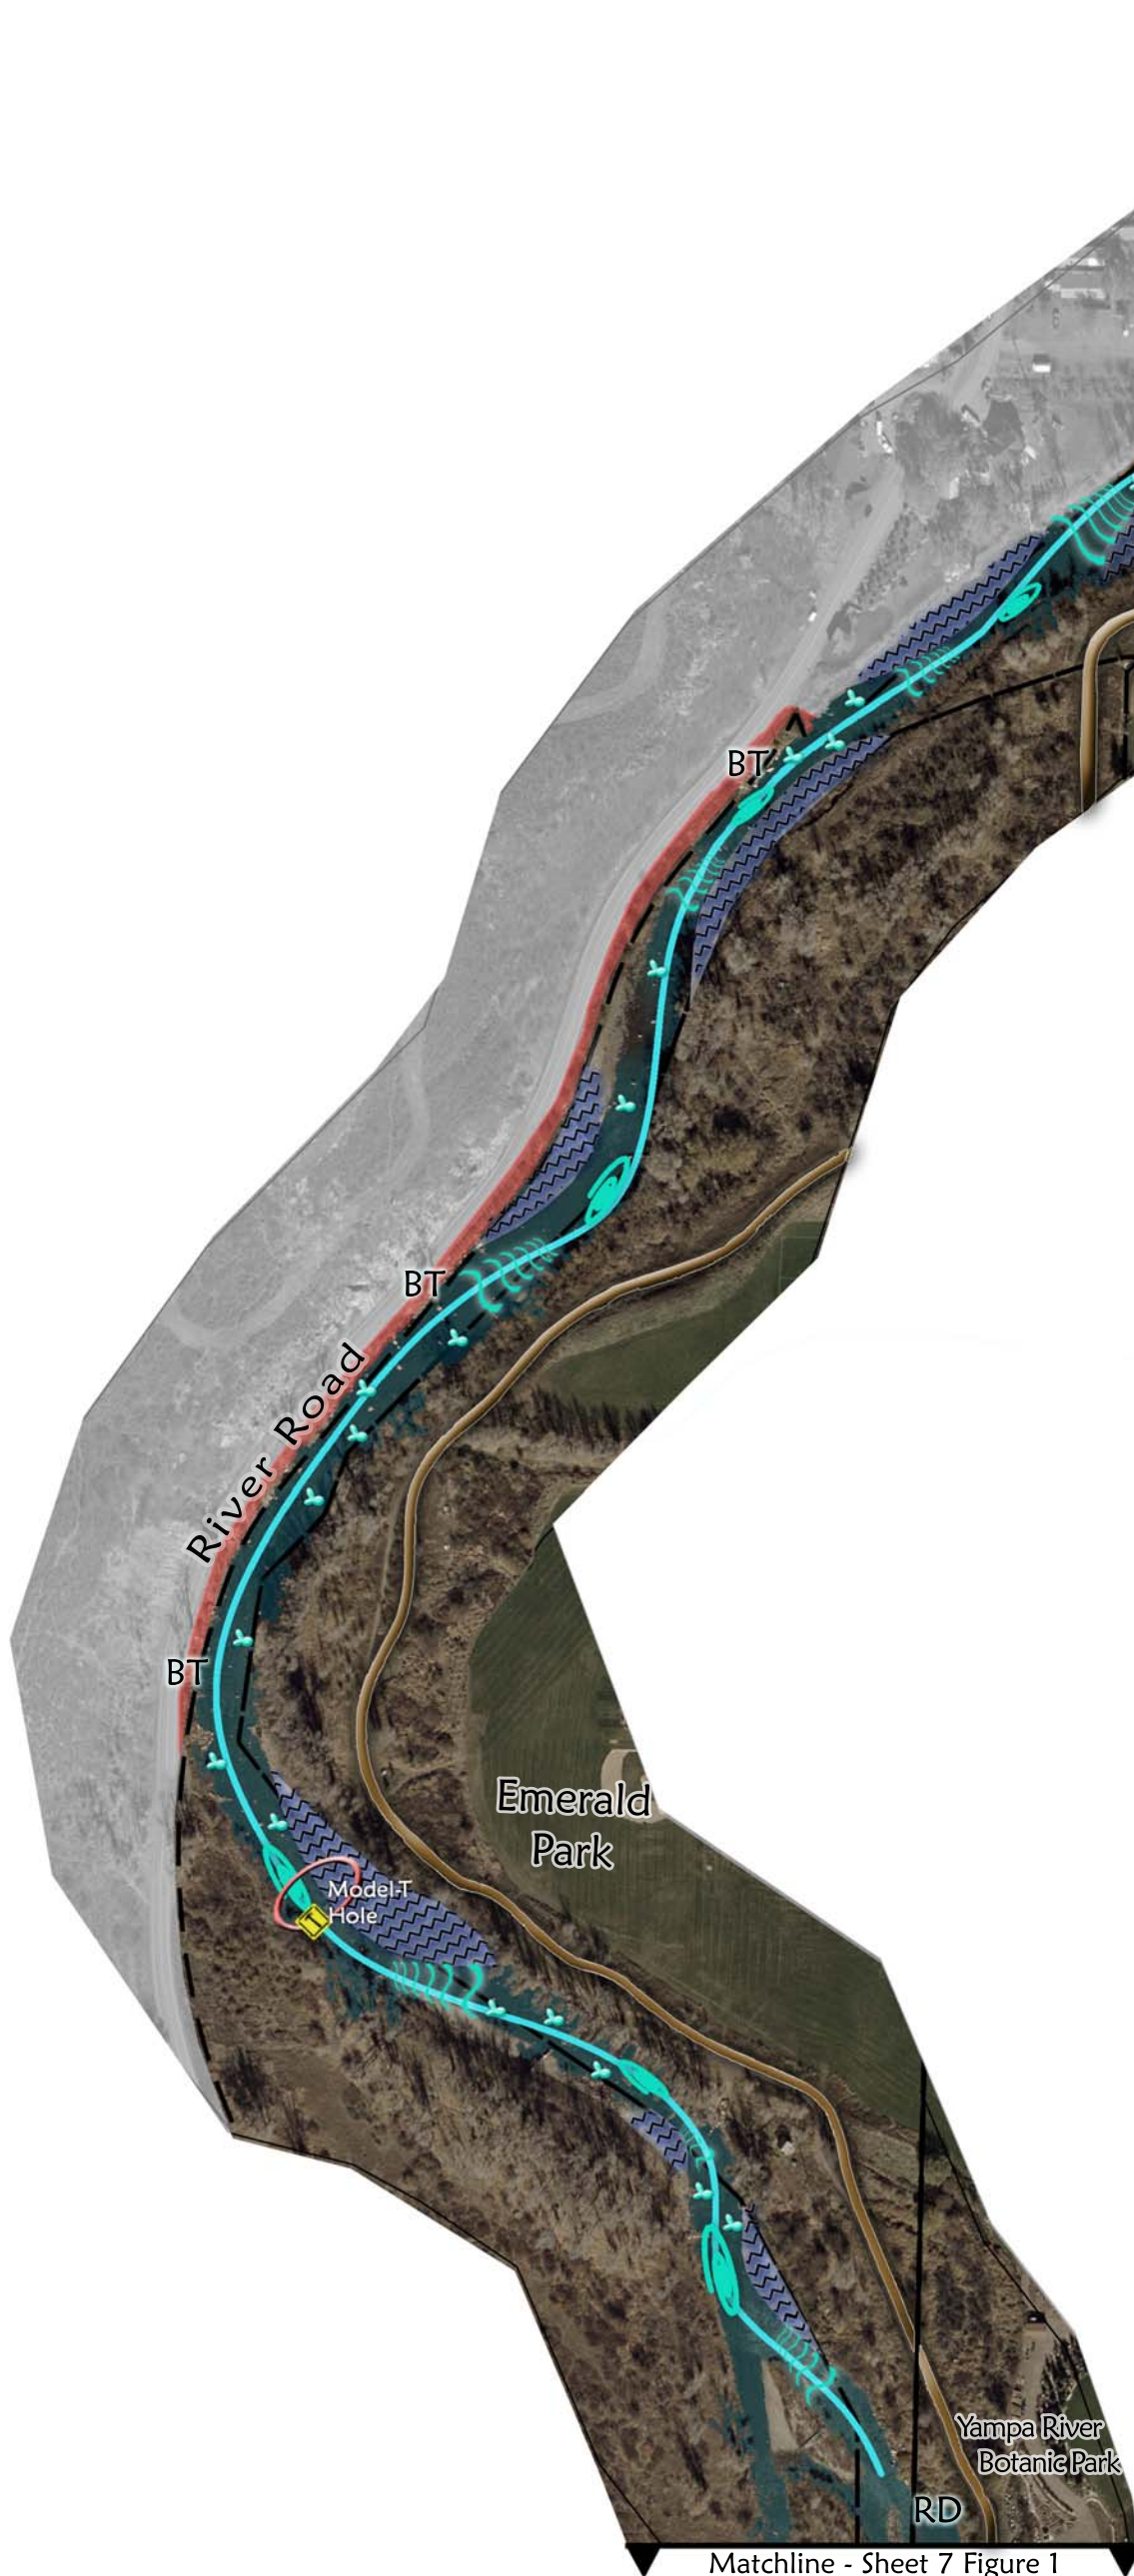 BT
BT
River Road
BT
Emerald
Park
Model-T
Hole
Yampa River
Botanic Park
RD
Matchline - Sheet 7 Figure 1